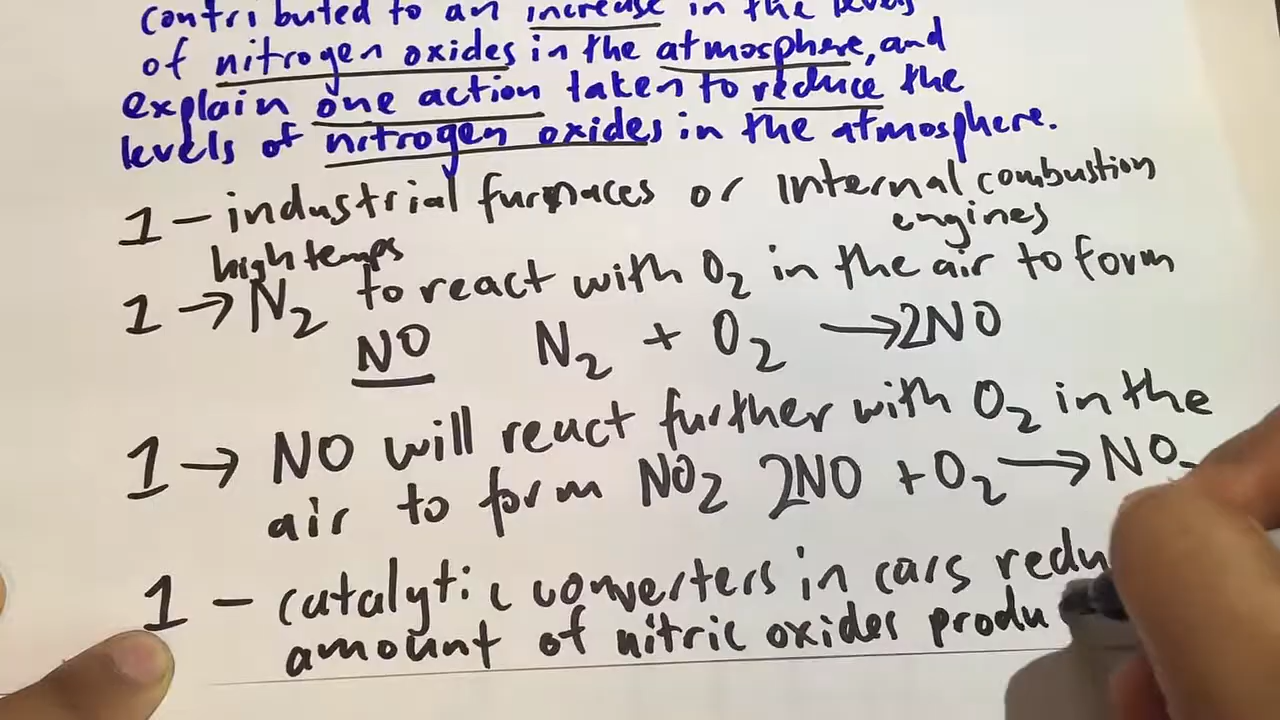 contributed to an increase in the levels
of nitrogen oxides in the atmosphere, and
explain one action taken to reduce the
levels of nitrogen oxides in the atmosphere.
1 - industrial furnaces or internal combustion
engines
high temps
1 → N2 to react with O2 in the air to form
NO N2 + O2 → 2NO
1 → NO will react further with O2 in the
air to form NO2 2NO + O2 → NO2
1 - catalytic converters in cars redu
amount of nitric oxides produ